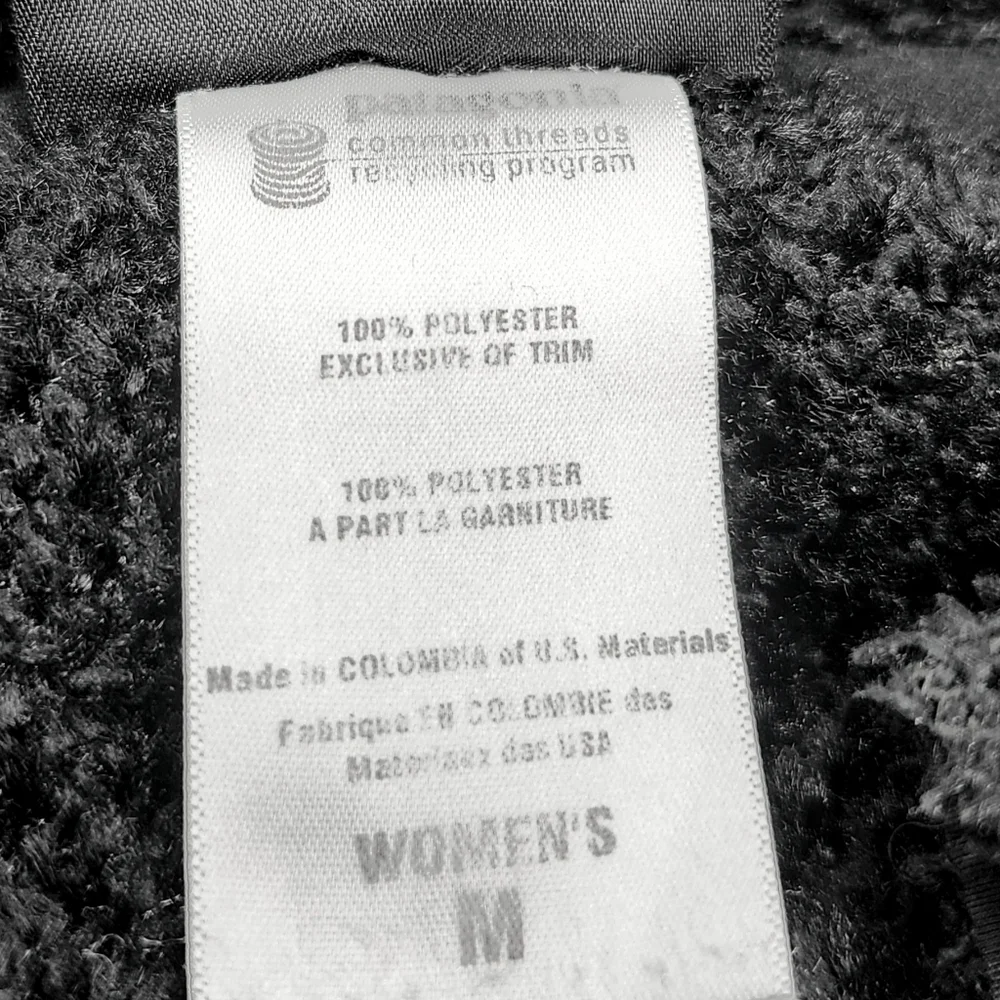 patagonia
common threads
recycling program
100% POLYESTER
EXCLUSIVE OF TRIM
100% POLYESTER
A PART LA GARNITURE
Made in COLOMBIA of U.S. Materials
Fabrique EN COLOMBIE des
Materiaux des USA
WOMEN'S
M